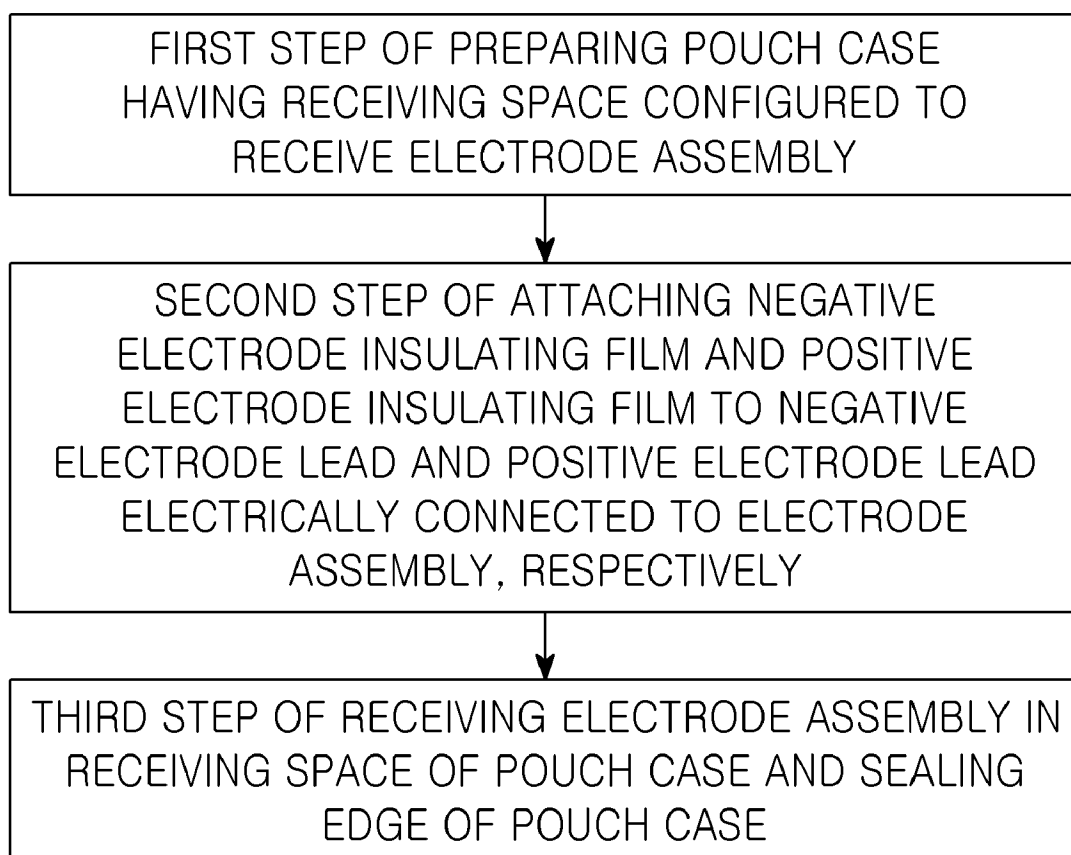 FIRST STEP OF PREPARING POUCH CASE
HAVING RECEIVING SPACE CONFIGURED TO
RECEIVE ELECTRODE ASSEMBLY
SECOND STEP OF ATTACHING NEGATIVE
ELECTRODE INSULATING FILM AND POSITIVE
ELECTRODE INSULATING FILM TO NEGATIVE
ELECTRODE LEAD AND POSITIVE ELECTRODE LEAD
ELECTRICALLY CONNECTED TO ELECTRODE
ASSEMBLY, RESPECTIVELY
THIRD STEP OF RECEIVING ELECTRODE ASSEMBLY IN
RECEIVING SPACE OF POUCH CASE AND SEALING
EDGE OF POUCH CASE